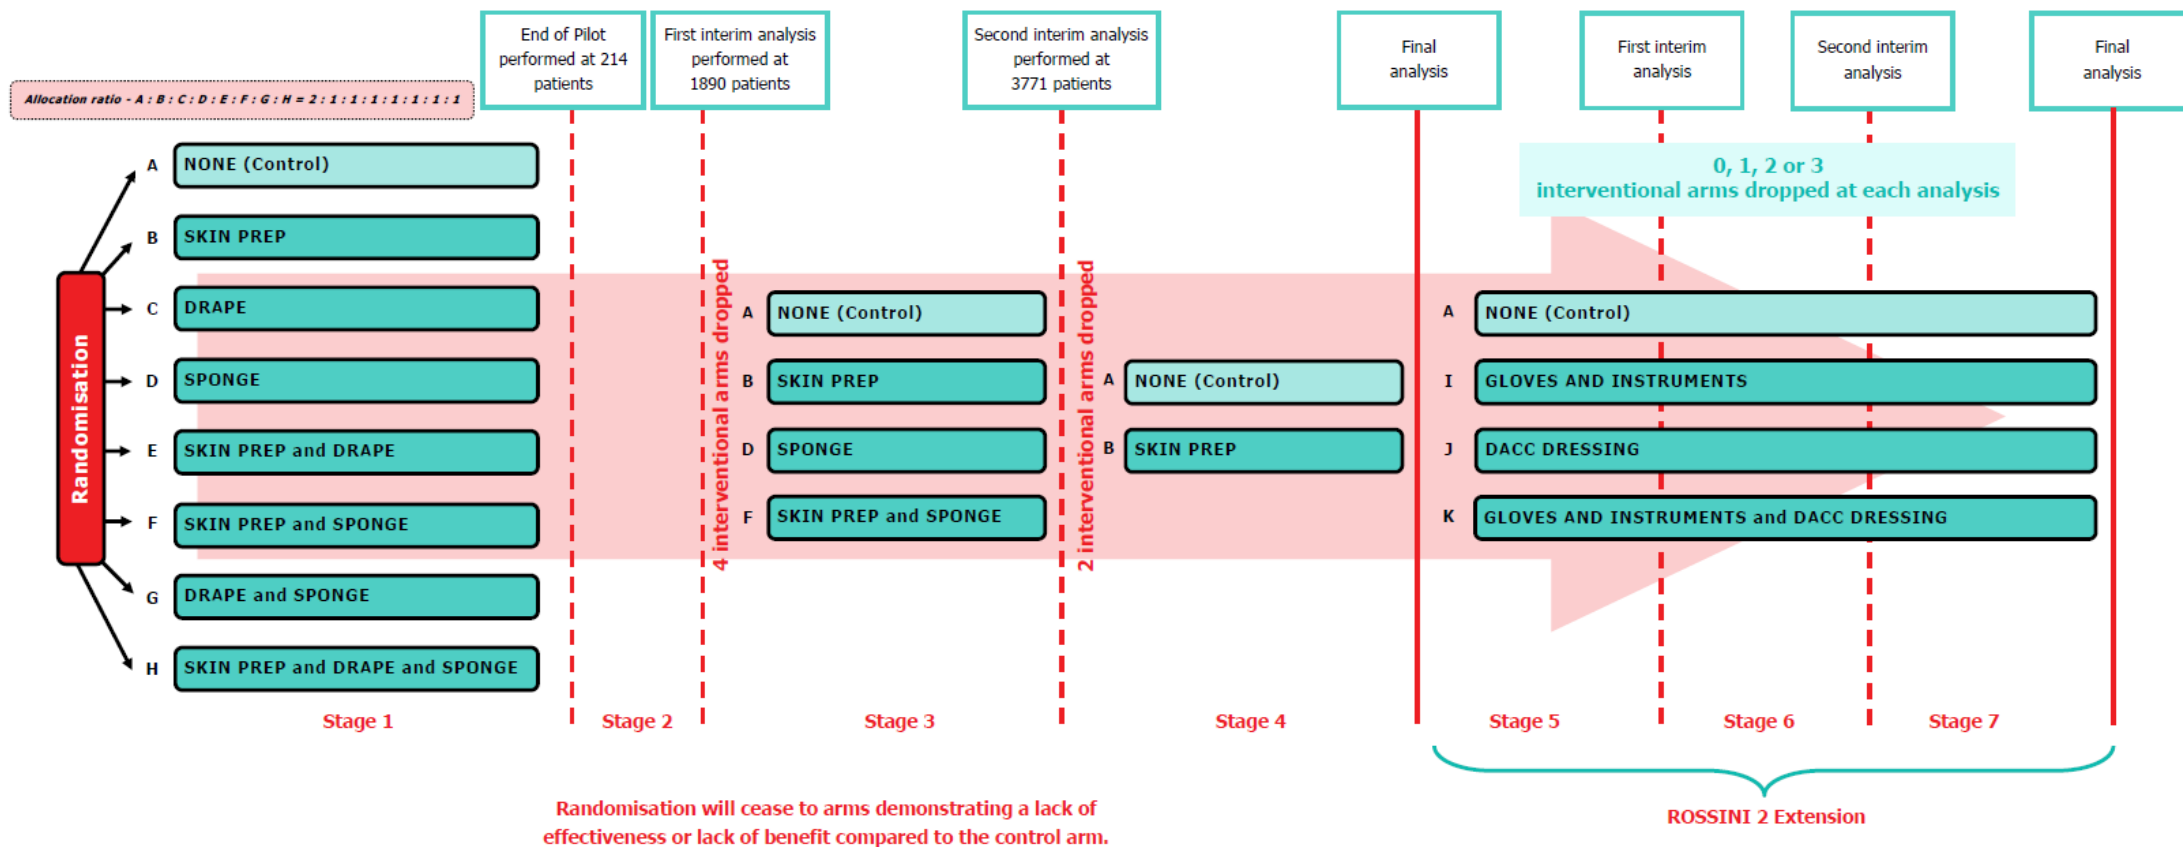 End of Pilot
performed at 214
patients
First interim analysis
performed at
1890 patients
Second interim analysis
performed at
3771 patients
Final
analysis
First interim
analysis
Second interim
analysis
Final
analysis
Allocation ratio - A : B : C : D : E : F : G : H = 2 : 1 : 1 : 1 : 1 : 1 : 1 : 1
Randomisation
A
NONE (Control)
B
SKIN PREP
C
DRAPE
D
SPONGE
E
SKIN PREP and DRAPE
F
SKIN PREP and SPONGE
G
DRAPE and SPONGE
H
SKIN PREP and DRAPE and SPONGE
4 interventional arms dropped
A
NONE (Control)
B
SKIN PREP
D
SPONGE
F
SKIN PREP and SPONGE
2 interventional arms dropped
A
NONE (Control)
B
SKIN PREP
0, 1, 2 or 3
interventional arms dropped at each analysis
A
NONE (Control)
I
GLOVES AND INSTRUMENTS
J
DACC DRESSING
K
GLOVES AND INSTRUMENTS and DACC DRESSING
Stage 1
Stage 2
Stage 3
Stage 4
Stage 5
Stage 6
Stage 7
Randomisation will cease to arms demonstrating a lack of
effectiveness or lack of benefit compared to the control arm.
ROSSINI 2 Extension